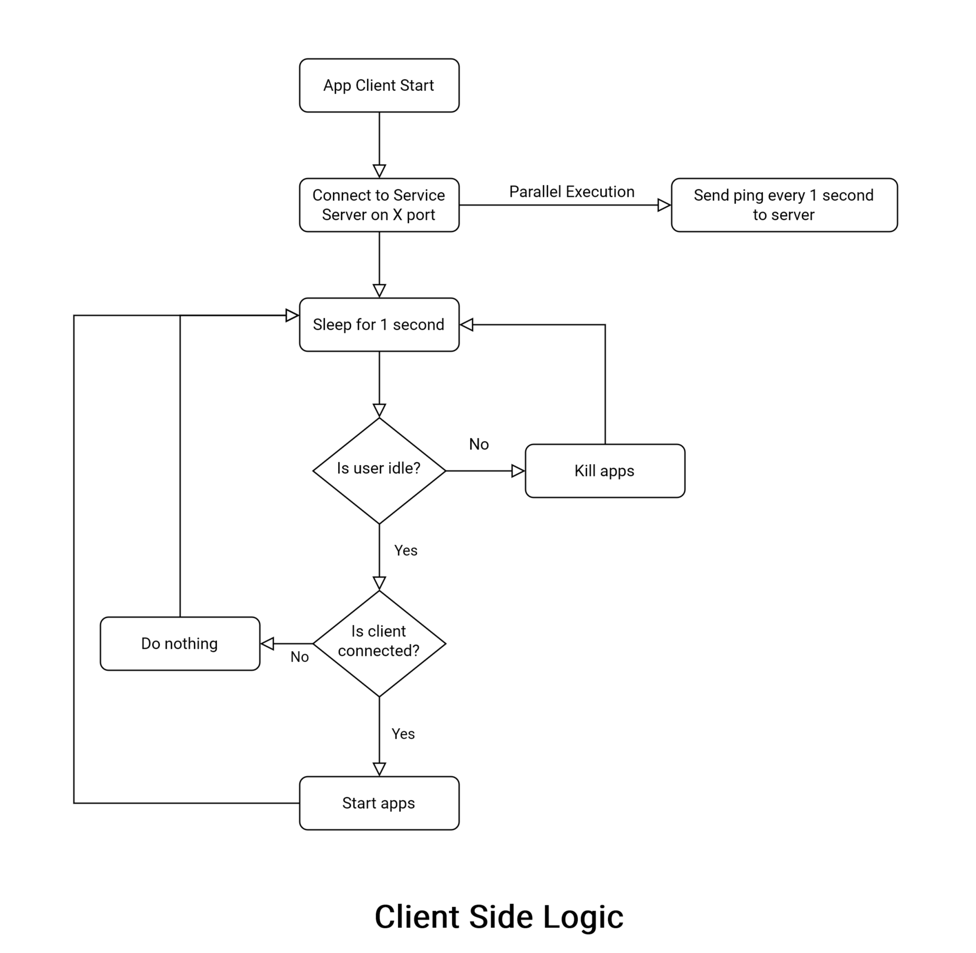 App Client Start
Connect to Service
Server on X port
Parallel Execution
Send ping every 1 second
to server
Sleep for 1 second
Is user idle?
No
Kill apps
Yes
Is client
connected?
No
Do nothing
Yes
Start apps
Client Side Logic